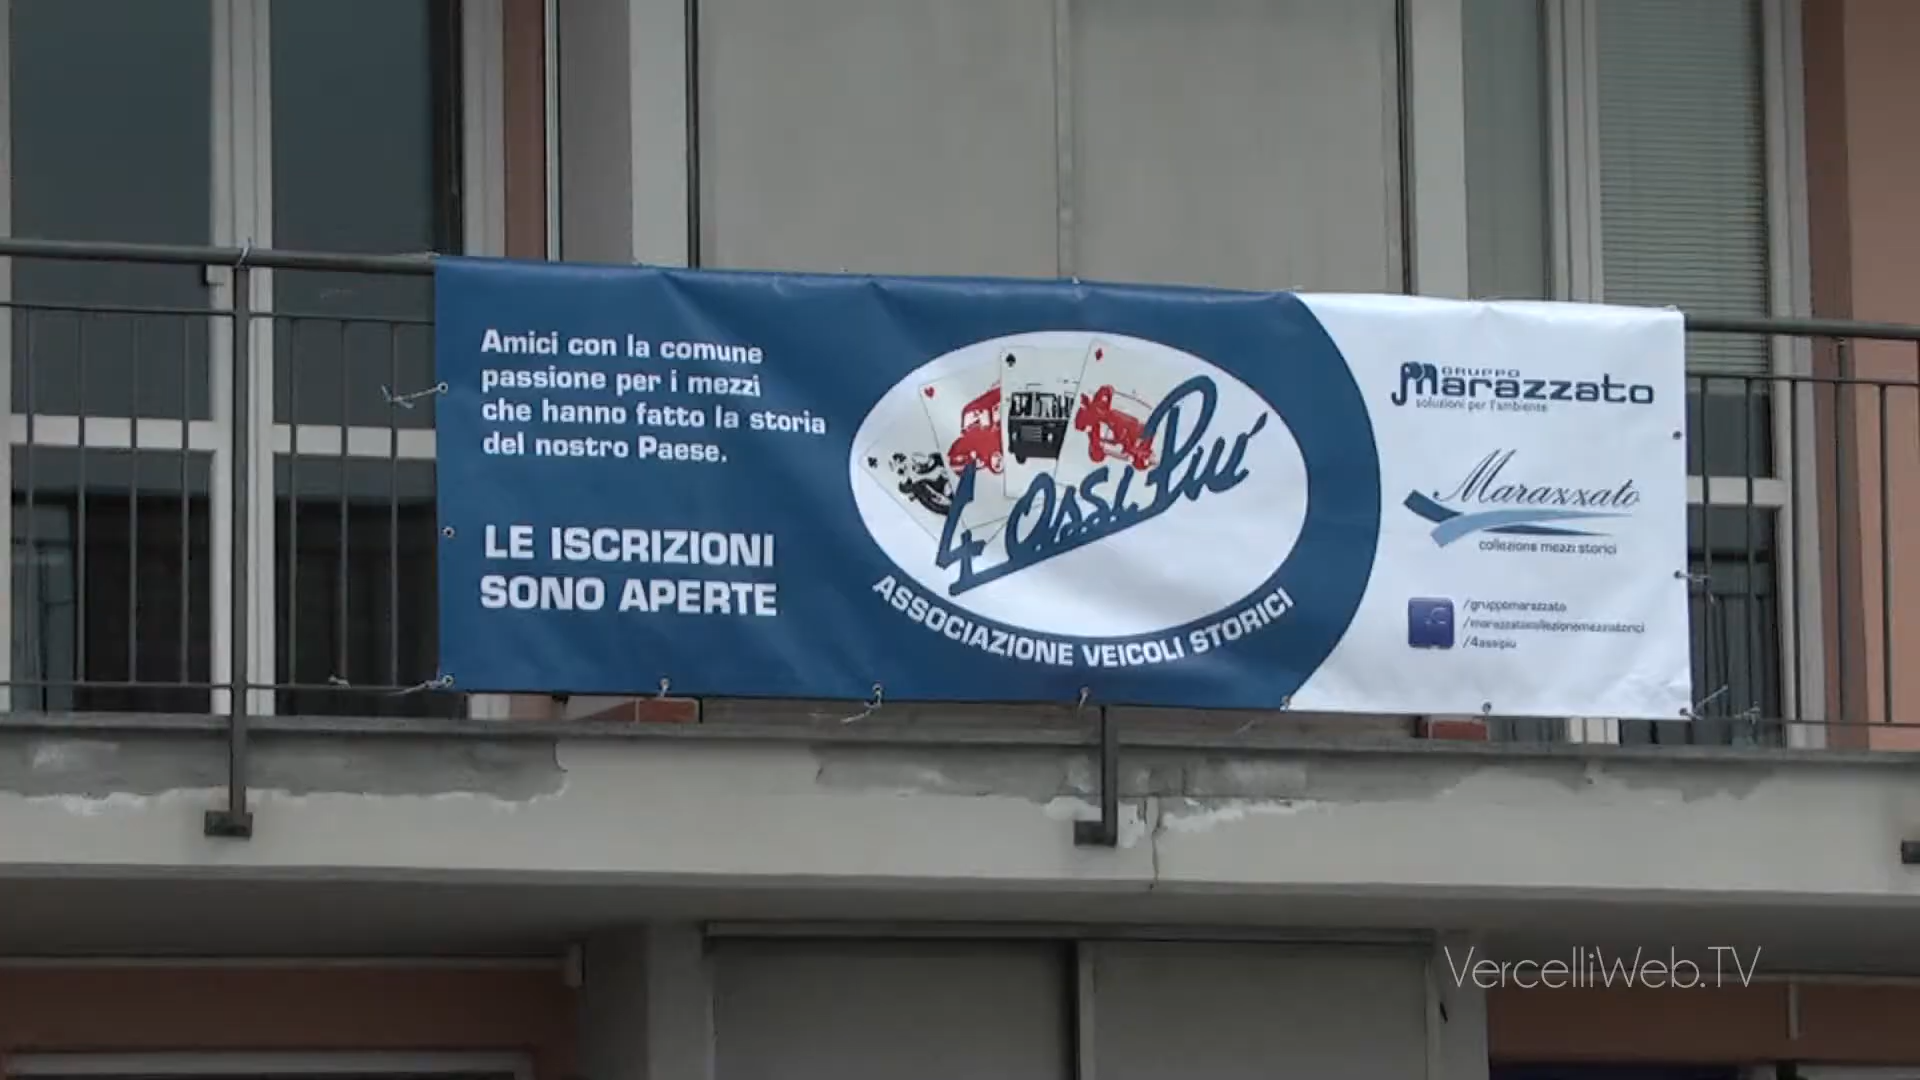 Amici con la comune
passione per i mezzi
che hanno fatto la storia
del nostro Paese.
LE ISCRIZIONI
SONO APERTE
4 Assi Più
ASSOCIAZIONE VEICOLI STORICI
GRUPPO
Marazzato
soluzioni per l'ambiente
Marazzato
collezione mezzi storici
/gruppomarazzato
/marazzatocollezionemezzistorici
/4assipiu
VercelliWeb.TV